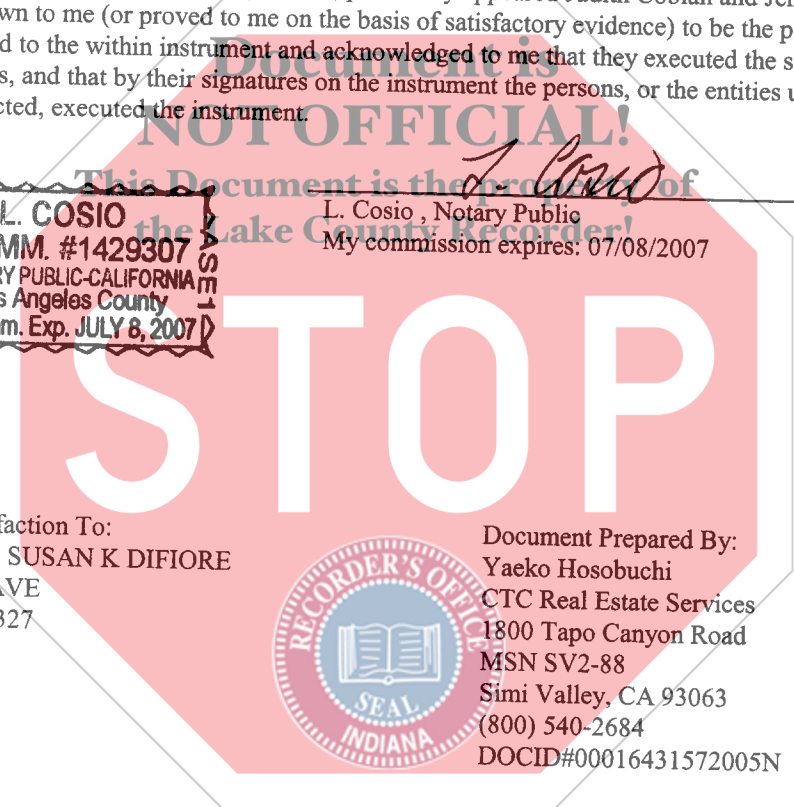 wn to me (or proved to me on the basis of satisfactory evidence) to be the p
d to the within instrument and acknowledged to me that they executed the s
s, and that by their signatures on the instrument the persons, or the entities u
cted, executed the instrument.
Document is
NOT OFFICIAL!
This Document is the property of
the Lake County Recorder!
L. Cosio
L. Cosio , Notary Public
My commission expires: 07/08/2007
L. COSIO
MM. #1429307
RY PUBLIC-CALIFORNIA
s Angeles County
m. Exp. JULY 8, 2007
STOP
faction To:
SUSAN K DIFIORE
AVE
327
RECORDER'S OFFICE
SEAL
INDIANA
Document Prepared By:
Yaeko Hosobuchi
CTC Real Estate Services
1800 Tapo Canyon Road
MSN SV2-88
Simi Valley, CA 93063
(800) 540-2684
DOCID#00016431572005N